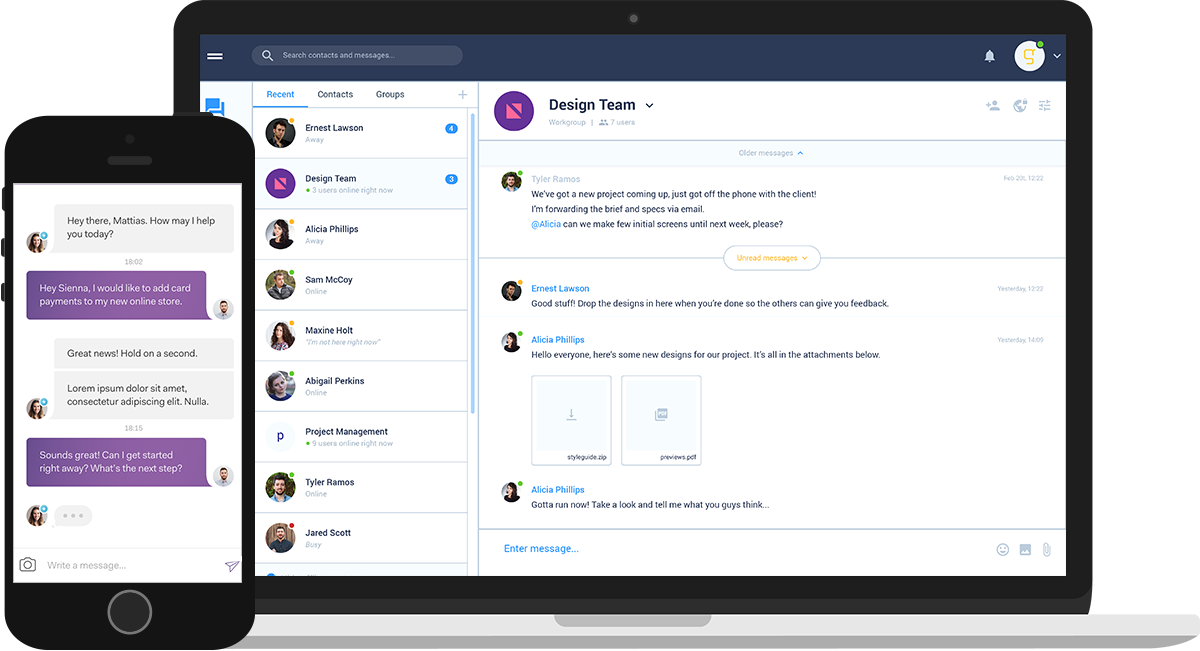 Search contacts and messages...
Recent
Contacts
Groups
Ernest Lawson
4
Away
Design Team
3
3 users online right now
Alicia Phillips
Away
Sam McCoy
Online
Maxine Holt
"I'm not here right now"
Abigail Perkins
Online
p
Project Management
9 users online right now
Tyler Ramos
Online
Jared Scott
Busy
Design Team
Workgroup | 7 users
Older messages
Tyler Ramos
Feb 20t, 12:22
We've got a new project coming up, just got off the phone with the client!
I'm forwarding the brief and specs via email.
@Alicia can we make few initial screens until next week, please?
Unread messages
Ernest Lawson
Yesterday, 12:22
Good stuff! Drop the designs in here when you're done so the others can give you feedback.
Alicia Phillips
Yesterday, 14:09
Hello everyone, here's some new designs for our project. It's all in the attachments below.
styleguide.zip
PDF
previews.pdf
Alicia Phillips
Gotta run now! Take a look and tell me what you guys think...
Enter message...
Hey there, Mattias. How may I help
you today?
18:02
Hey Sienna, I would like to add card
payments to my new online store.
Great news! Hold on a second.
Lorem ipsum dolor sit amet,
consectetur adipiscing elit. Nulla.
18:15
Sounds great! Can I get started
right away? What's the next step?
Write a message...